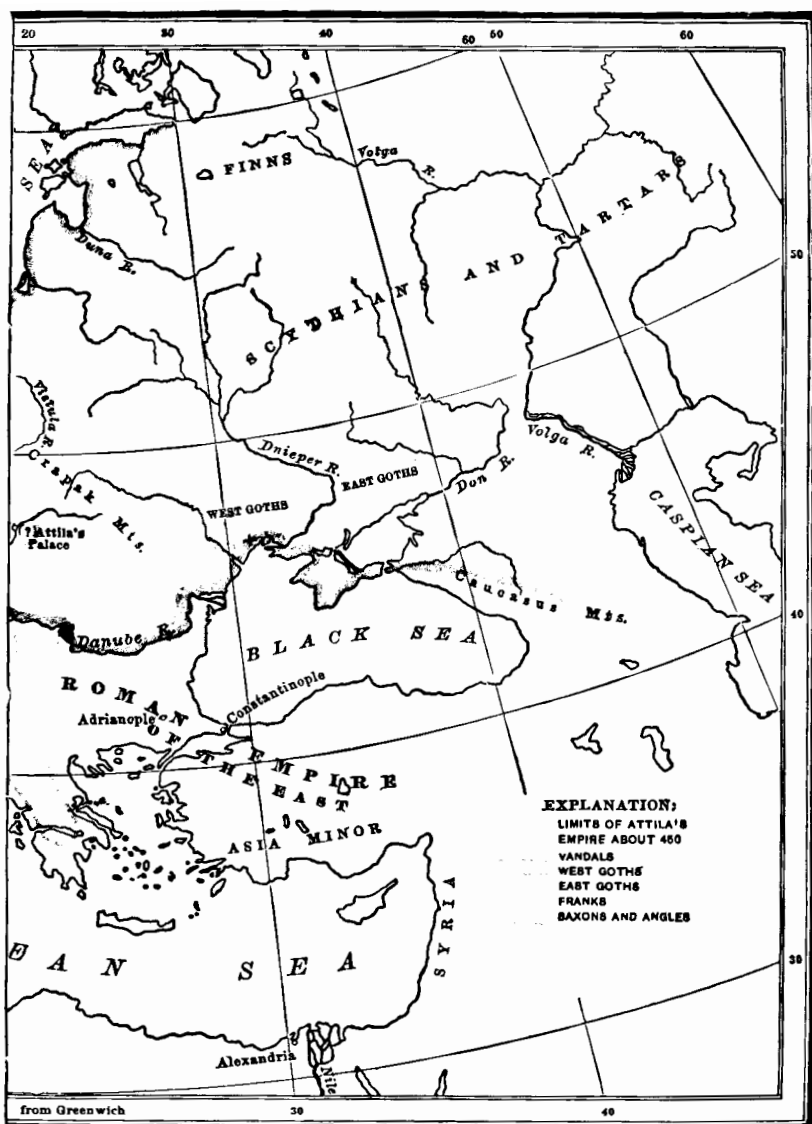 20 30 40 50 60 60
SEA
FINNS
Volga R.
Duna R.
SCYTHIANS AND TARTARS
50
Vistula R.
Crapak Mts.
Dnieper R.
EAST GOTHS
Don R.
Volga R.
WEST GOTHS
? Attila's
Palace
CASPIAN SEA
Caucasus Mts.
40
Danube R.
BLACK SEA
ROMAN
EMPIRE
OF
THE EAST
Constantinople
Adrianople
ASIA MINOR
EXPLANATION;
LIMITS OF ATTILA'S
EMPIRE ABOUT 450
VANDALS
WEST GOTHS
EAST GOTHS
FRANKS
SAXONS AND ANGLES
SYRIA
EAN SEA
30
Alexandria
Nile
from Greenwich 30 40